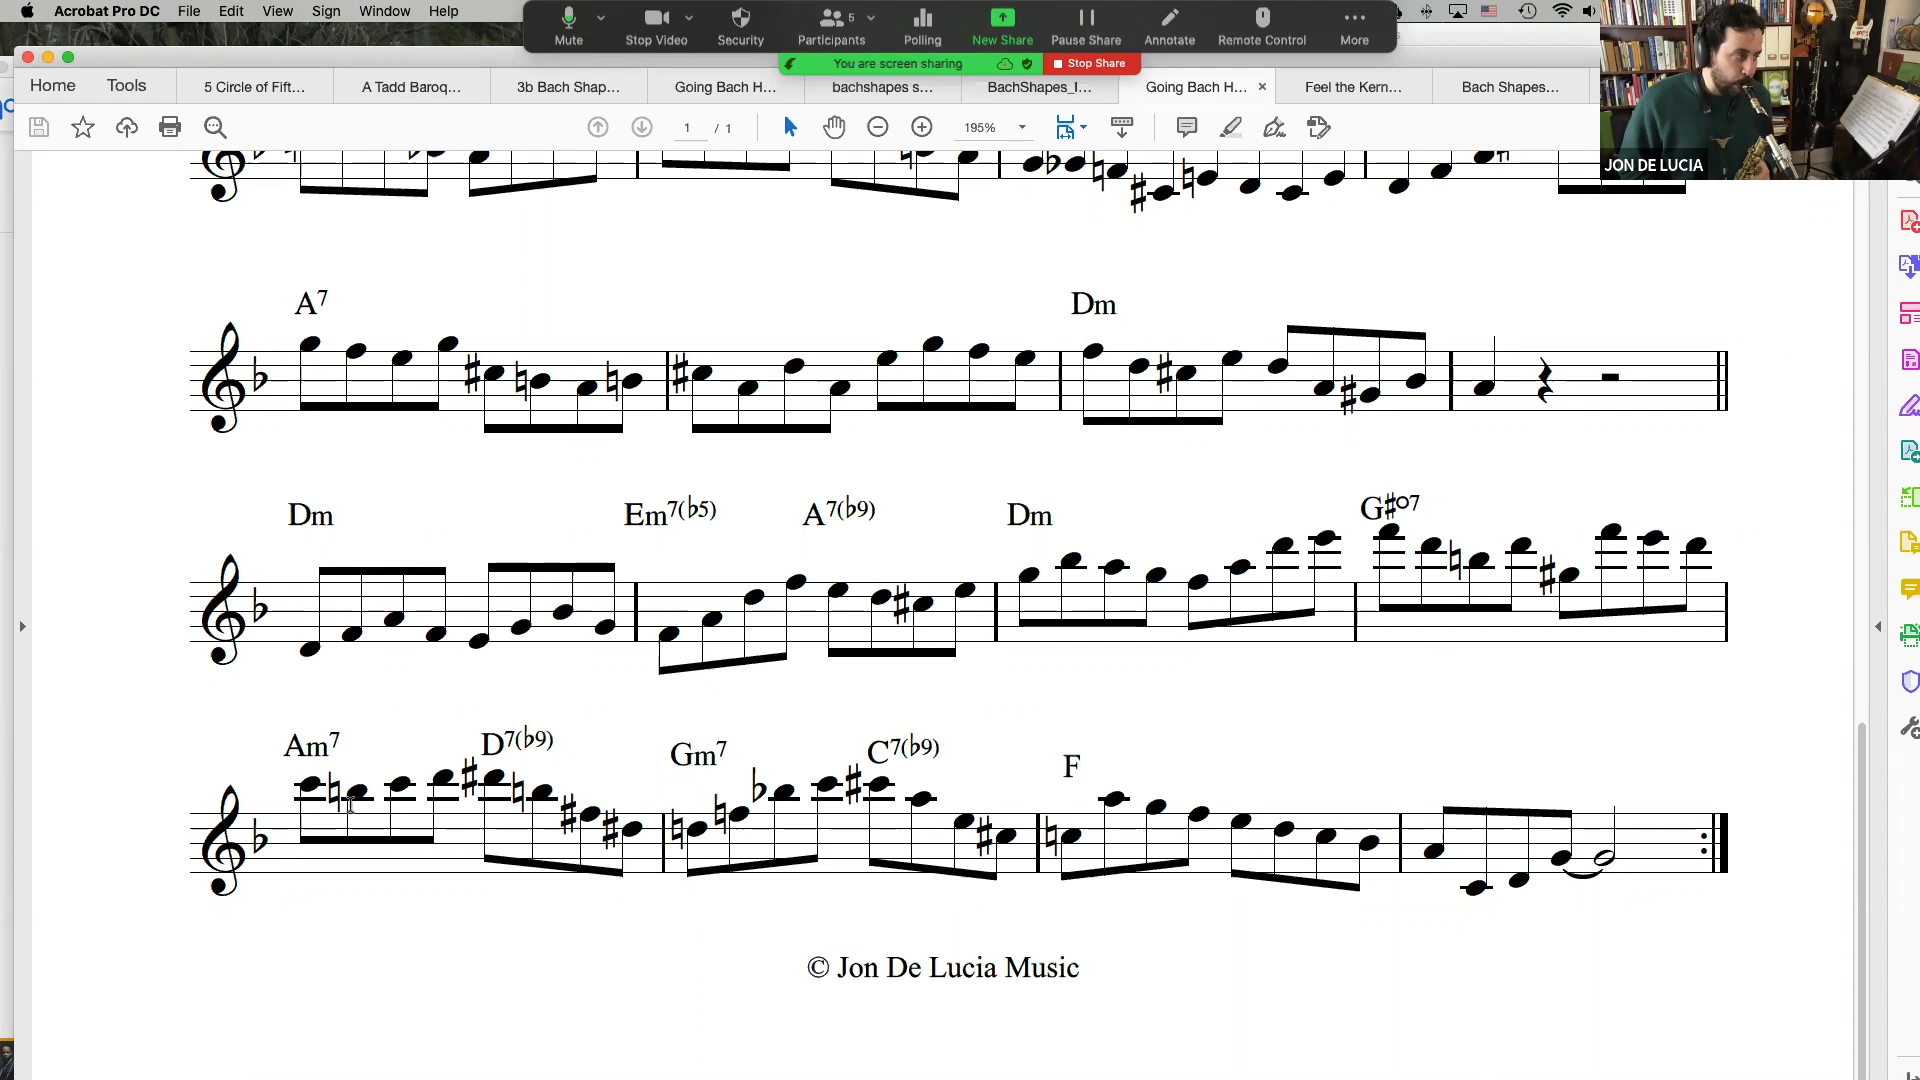 Acrobat Pro DC File Edit View Sign Window Help
Mute Stop Video Security Participants 5 Polling New Share Pause Share Annotate Remote Control More
You are screen sharing Stop Share
Home Tools 5 Circle of Fift... A Tadd Baroq... 3b Bach Shap... Going Bach H... bachshapes s... BachShapes_I... Going Bach H... × Feel the Kern... Bach Shapes...
1 / 1 195%
JON DE LUCIA
A7 Dm
Dm Em7(♭5) A7(♭9) Dm G♯o7
Am7 D7(♭9) Gm7 C7(♭9) F
© Jon De Lucia Music